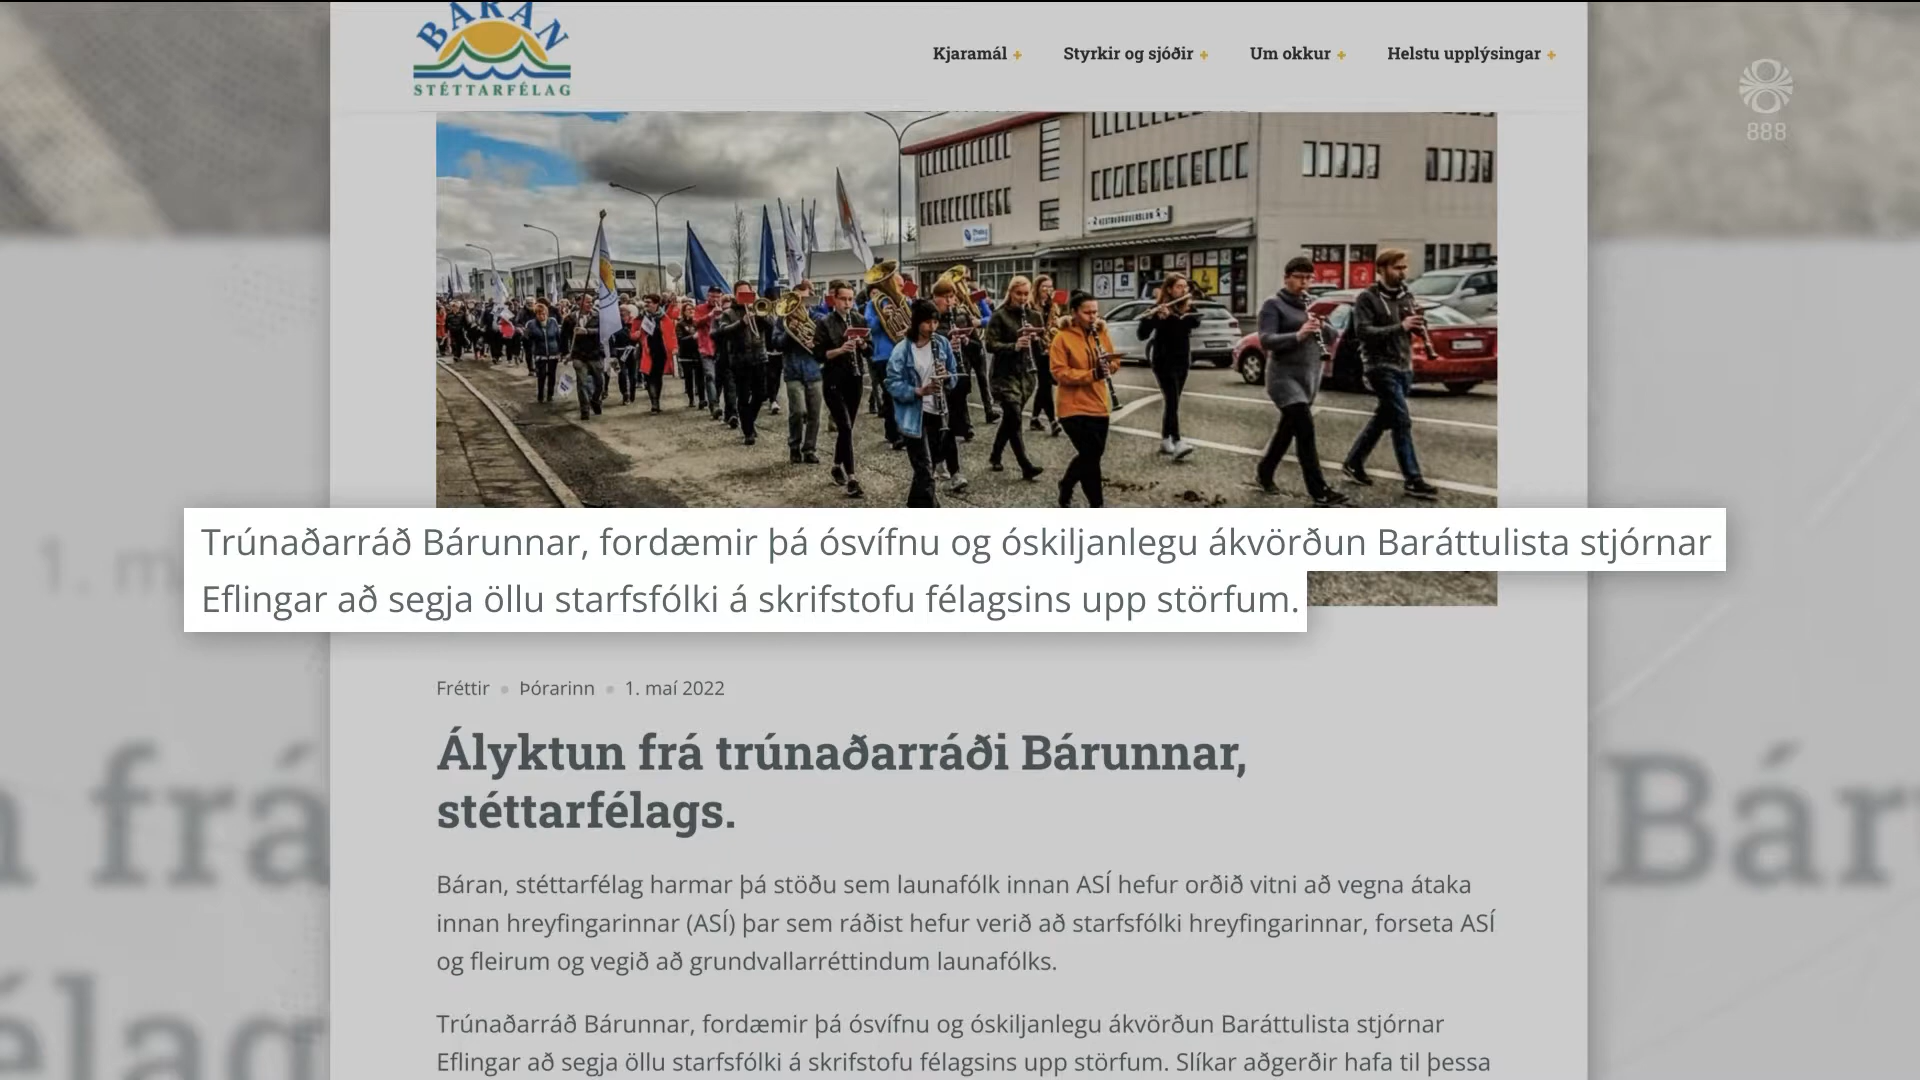 BÁRAN
STÉTTARFÉLAG
Kjaramál + Styrkir og sjóðir + Um okkur + Helstu upplýsingar +
888
Trúnaðarráð Bárunnar, fordæmir þá ósvífnu og óskiljanlegu ákvörðun Baráttulista stjórnar
Eflingar að segja öllu starfsfólki á skrifstofu félagsins upp störfum.
1. m
Fréttir • Þórarinn • 1. maí 2022
Ályktun frá trúnaðarráði Bárunnar,
stéttarfélags.
n frá
Báru
élag
Báran, stéttarfélag harmar þá stöðu sem launafólk innan ASÍ hefur orðið vitni að vegna átaka
innan hreyfingarinnar (ASÍ) þar sem ráðist hefur verið að starfsfólki hreyfingarinnar, forseta ASÍ
og fleirum og vegið að grundvallarréttindum launafólks.
Trúnaðarráð Bárunnar, fordæmir þá ósvífnu og óskiljanlegu ákvörðun Baráttulista stjórnar
Eflingar að segja öllu starfsfólki á skrifstofu félagsins upp störfum. Slíkar aðgerðir hafa til þessa